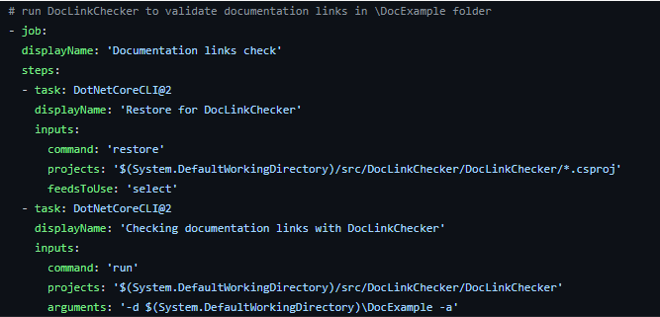 # run DocLinkChecker to validate documentation links in \DocExample folder
- job:
  displayName: 'Documentation links check'
  steps:
  - task: DotNetCoreCLI@2
    displayName: 'Restore for DocLinkChecker'
    inputs:
      command: 'restore'
      projects: '$(System.DefaultWorkingDirectory)/src/DocLinkChecker/DocLinkChecker/*.csproj'
      feedsToUse: 'select'
  - task: DotNetCoreCLI@2
    displayName: 'Checking documentation links with DocLinkChecker'
    inputs:
      command: 'run'
      projects: '$(System.DefaultWorkingDirectory)/src/DocLinkChecker/DocLinkChecker'
      arguments: '-d $(System.DefaultWorkingDirectory)\DocExample -a'